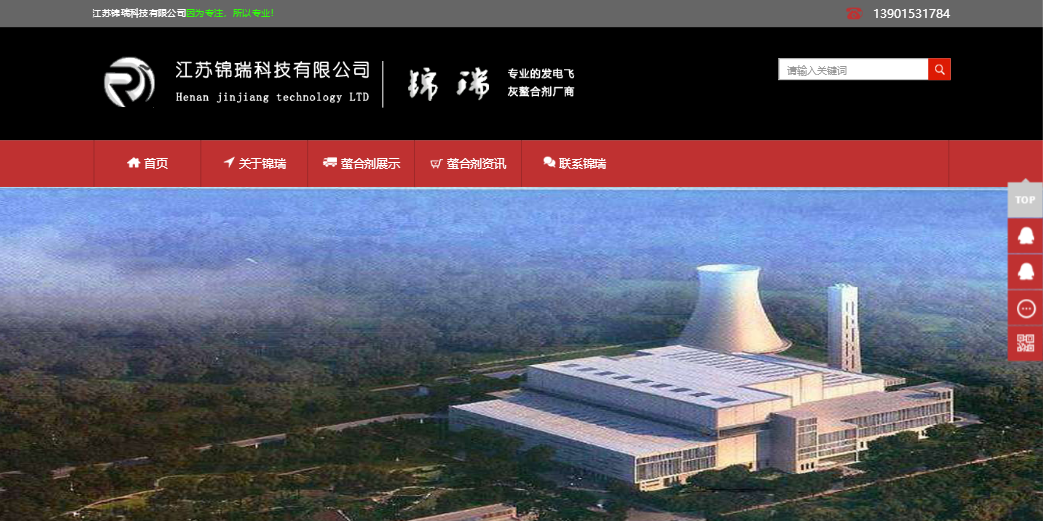 江苏锦瑞科技有限公司因为专注，所以专业！
13901531784
江苏锦瑞科技有限公司
Henan jinjiang technology LTD
锦瑞
专业的发电飞
灰螯合剂厂商
请输入关键词
首页
关于锦瑞
螯合剂展示
螯合剂资讯
联系锦瑞
TOP